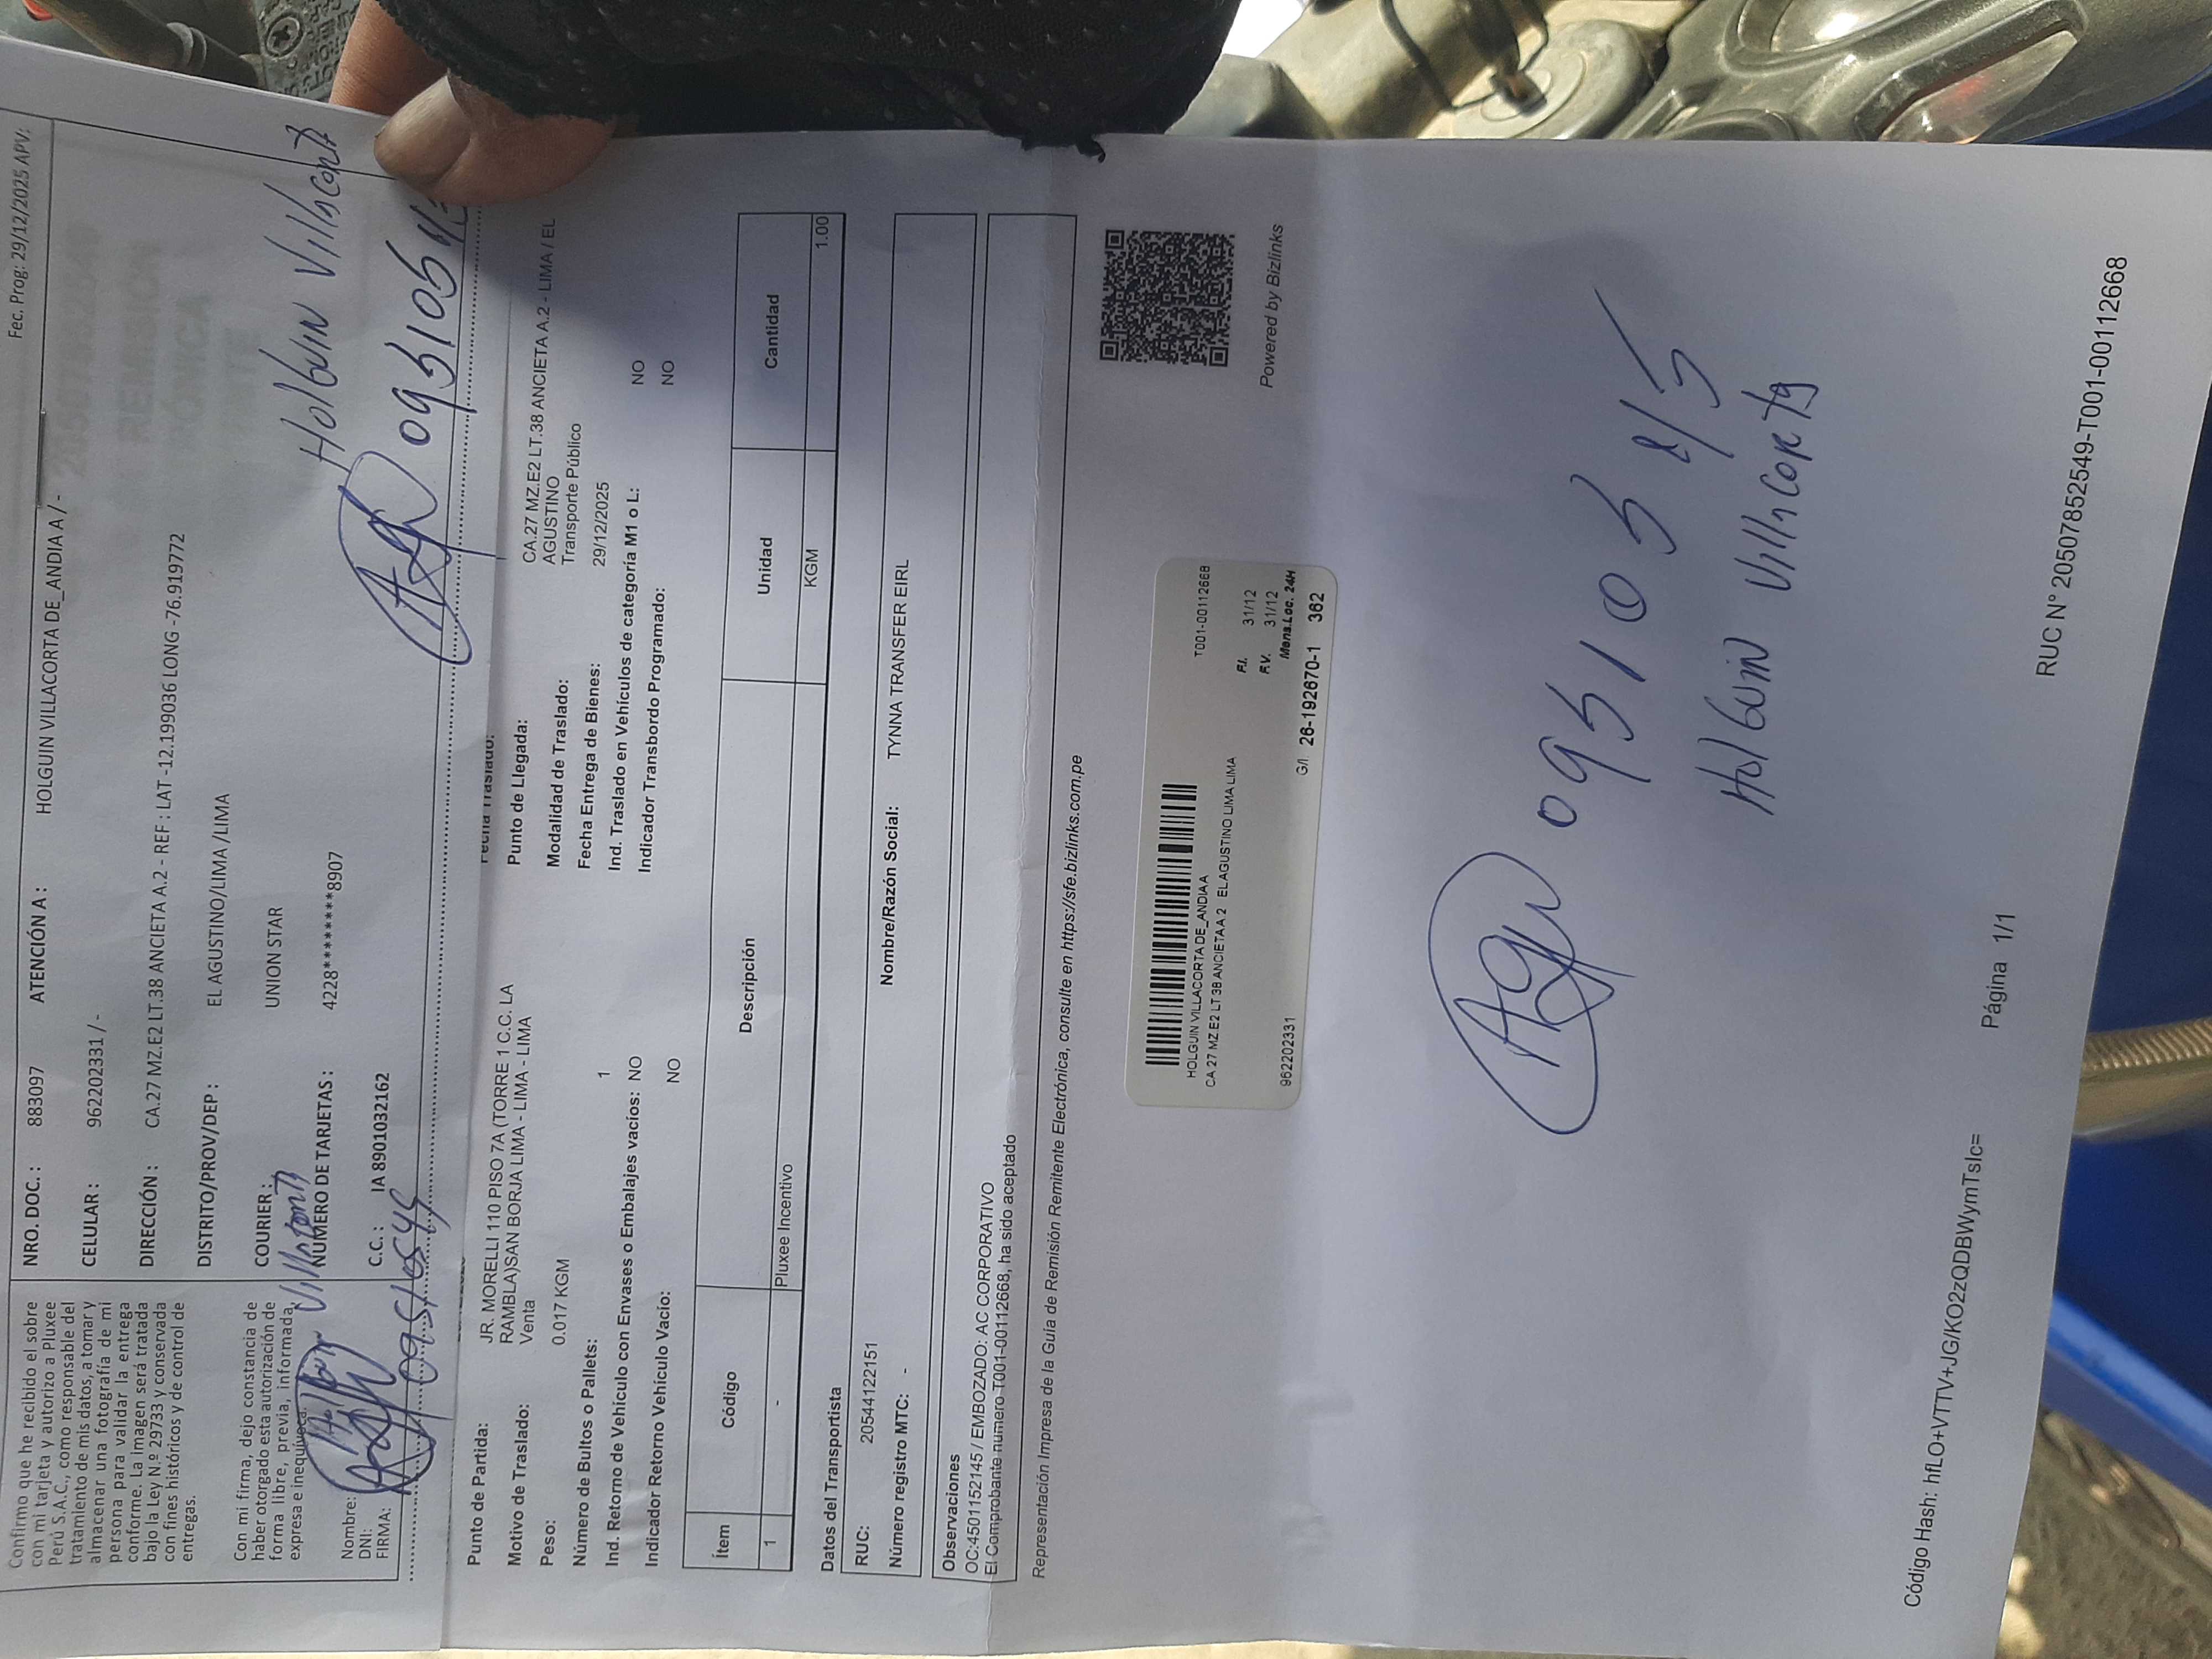 Fec. Prog: 29/12/2025 APV:
Confirmo que he recibido el sobre
con mi tarjeta y autorizo a Pluxee
Perú S.A.C., como responsable del
tratamiento de mis datos, a tomar y
almacenar una fotografía de mi
persona para validar la entrega
conforme. La imagen será tratada
bajo la Ley N.º 29733 y conservada
con fines históricos y de control de
entregas.
Con mi firma, dejo constancia de
haber otorgado esta autorización de
forma libre, previa, informada,
expresa e inequívoca.
Nombre:
DNI:
FIRMA:
NRO. DOC. : 883097 ATENCIÓN A : HOLGUIN VILLACORTA DE_ANDIA A / -
CELULAR : 962202331 / -
DIRECCIÓN : CA.27 MZ.E2 LT.38 ANCIETA A.2 - REF : LAT -12.199036 LONG -76.919772
DISTRITO/PROV/DEP : EL AGUSTINO/LIMA /LIMA
COURIER : UNION STAR
NUMERO DE TARJETAS : 4228********8907
C.C. : IA 8901032162
Holguin Villacorta
Punto de Partida: JR. MORELLI 110 PISO 7A (TORRE 1 C.C. LA
RAMBLA)SAN BORJA LIMA - LIMA - LIMA
Motivo de Traslado: Venta
Peso: 0.017 KGM
Número de Bultos o Pallets: 1
Ind. Retorno de Vehículo con Envases o Embalajes vacíos: NO
Indicador Retorno Vehículo Vacío: NO
Fecha Traslado:
Punto de Llegada: CA.27 MZ.E2 LT.38 ANCIETA A.2 - LIMA / EL
AGUSTINO
Modalidad de Traslado: Transporte Público
Fecha Entrega de Bienes: 29/12/2025
Ind. Traslado en Vehículos de categoría M1 o L: NO
Indicador Transbordo Programado: NO
Ítem Código Descripción Unidad Cantidad
1 - Pluxee Incentivo KGM 1.00
Datos del Transportista
RUC: 20544122151 Nombre/Razón Social: TYNNA TRANSFER EIRL
Número registro MTC: -
Observaciones
OC:4501152145 / EMBOZADO: AC CORPORATIVO
El Comprobante numero T001-00112668, ha sido aceptado
Representación Impresa de la Guía de Remisión Remitente Electrónica, consulte en https://sfe.bizlinks.com.pe
Powered by Bizlinks
T001-00112668
HOLGUIN VILLACORTA DE_ANDIA A
CA 27 MZ E2 LT 38 ANCIETA A.2 EL AGUSTINO LIMA LIMA
F.I. 31/12
F.V. 31/12
Mens.Loc. 24H
962202331 G/I 26-192670-1 362
Holguin Villacorta
Código Hash: hfLO+VTTV+JG/KO2zQDBWymTsIc=
Página 1/1
RUC N° 20507852549-T001-00112668